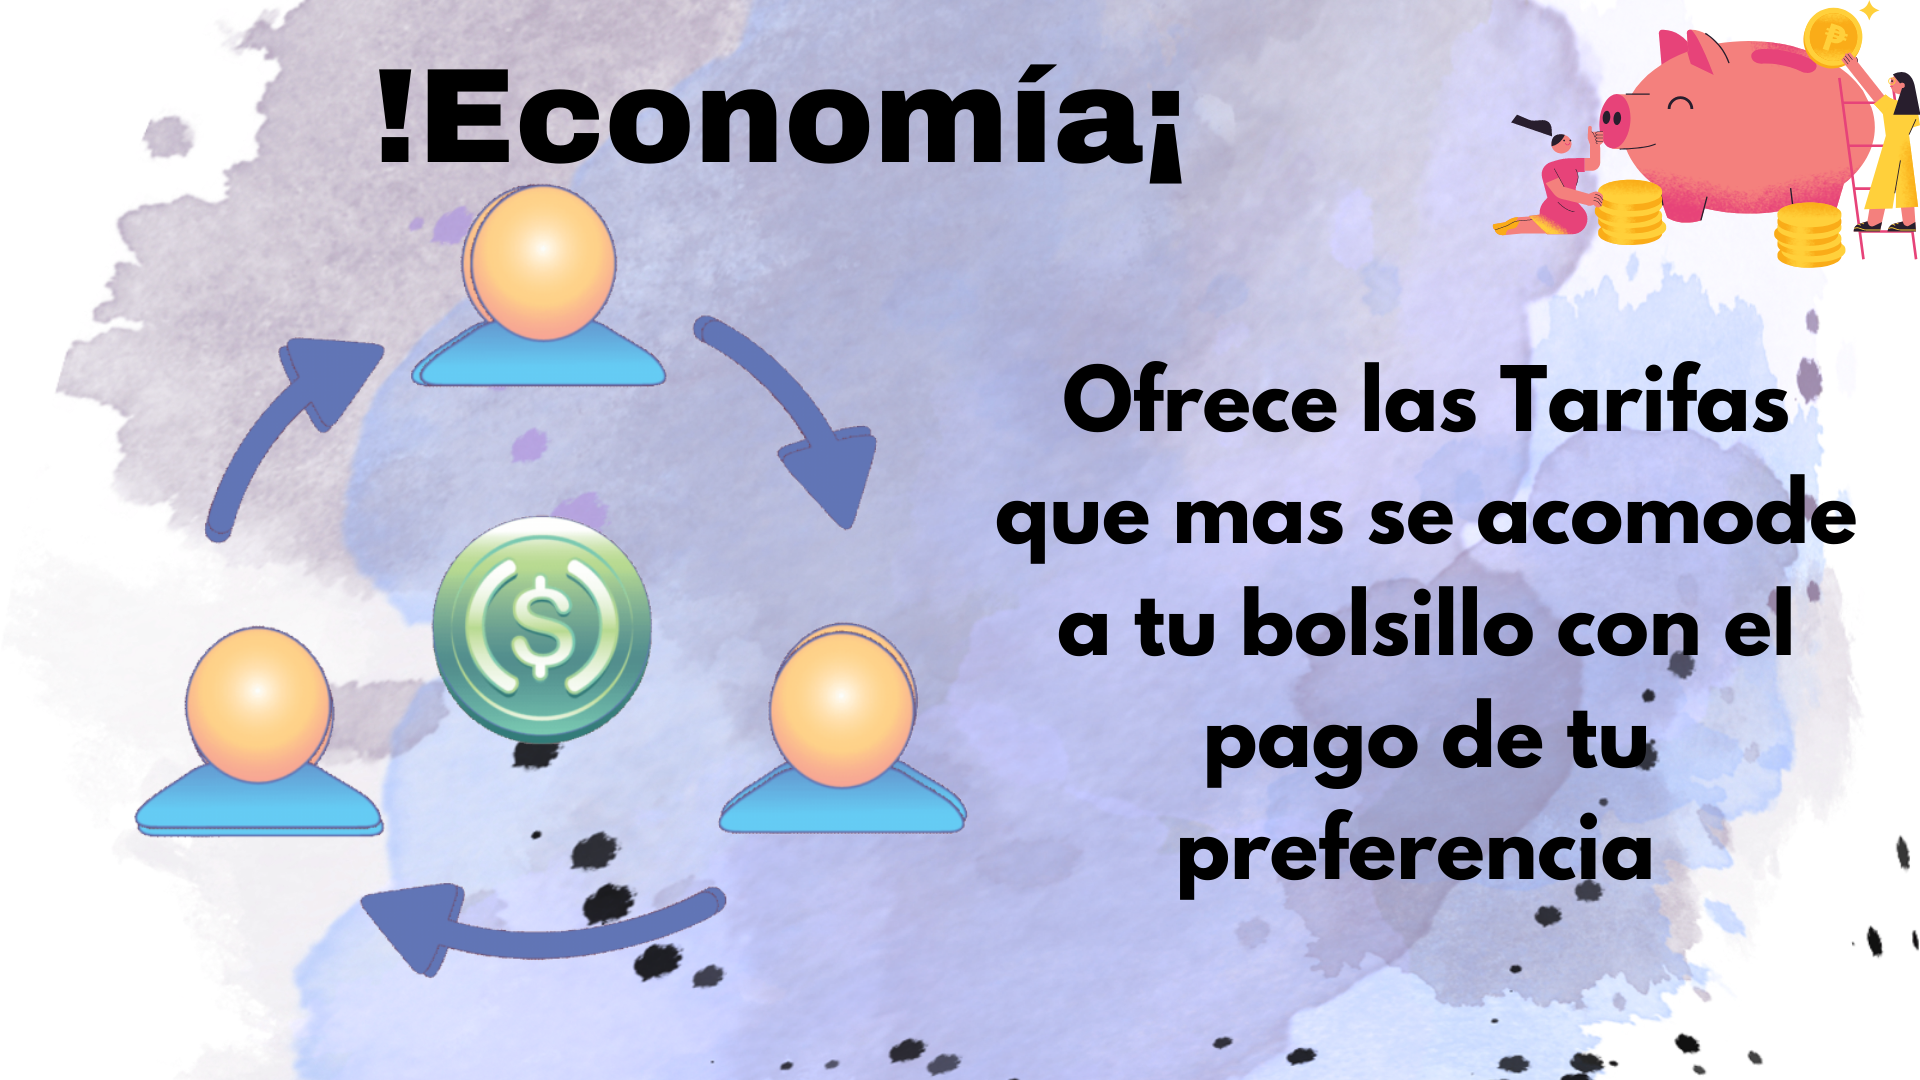 !Economía¡
Ofrece las Tarifas
que mas se acomode
a tu bolsillo con el
pago de tu
preferencia
$